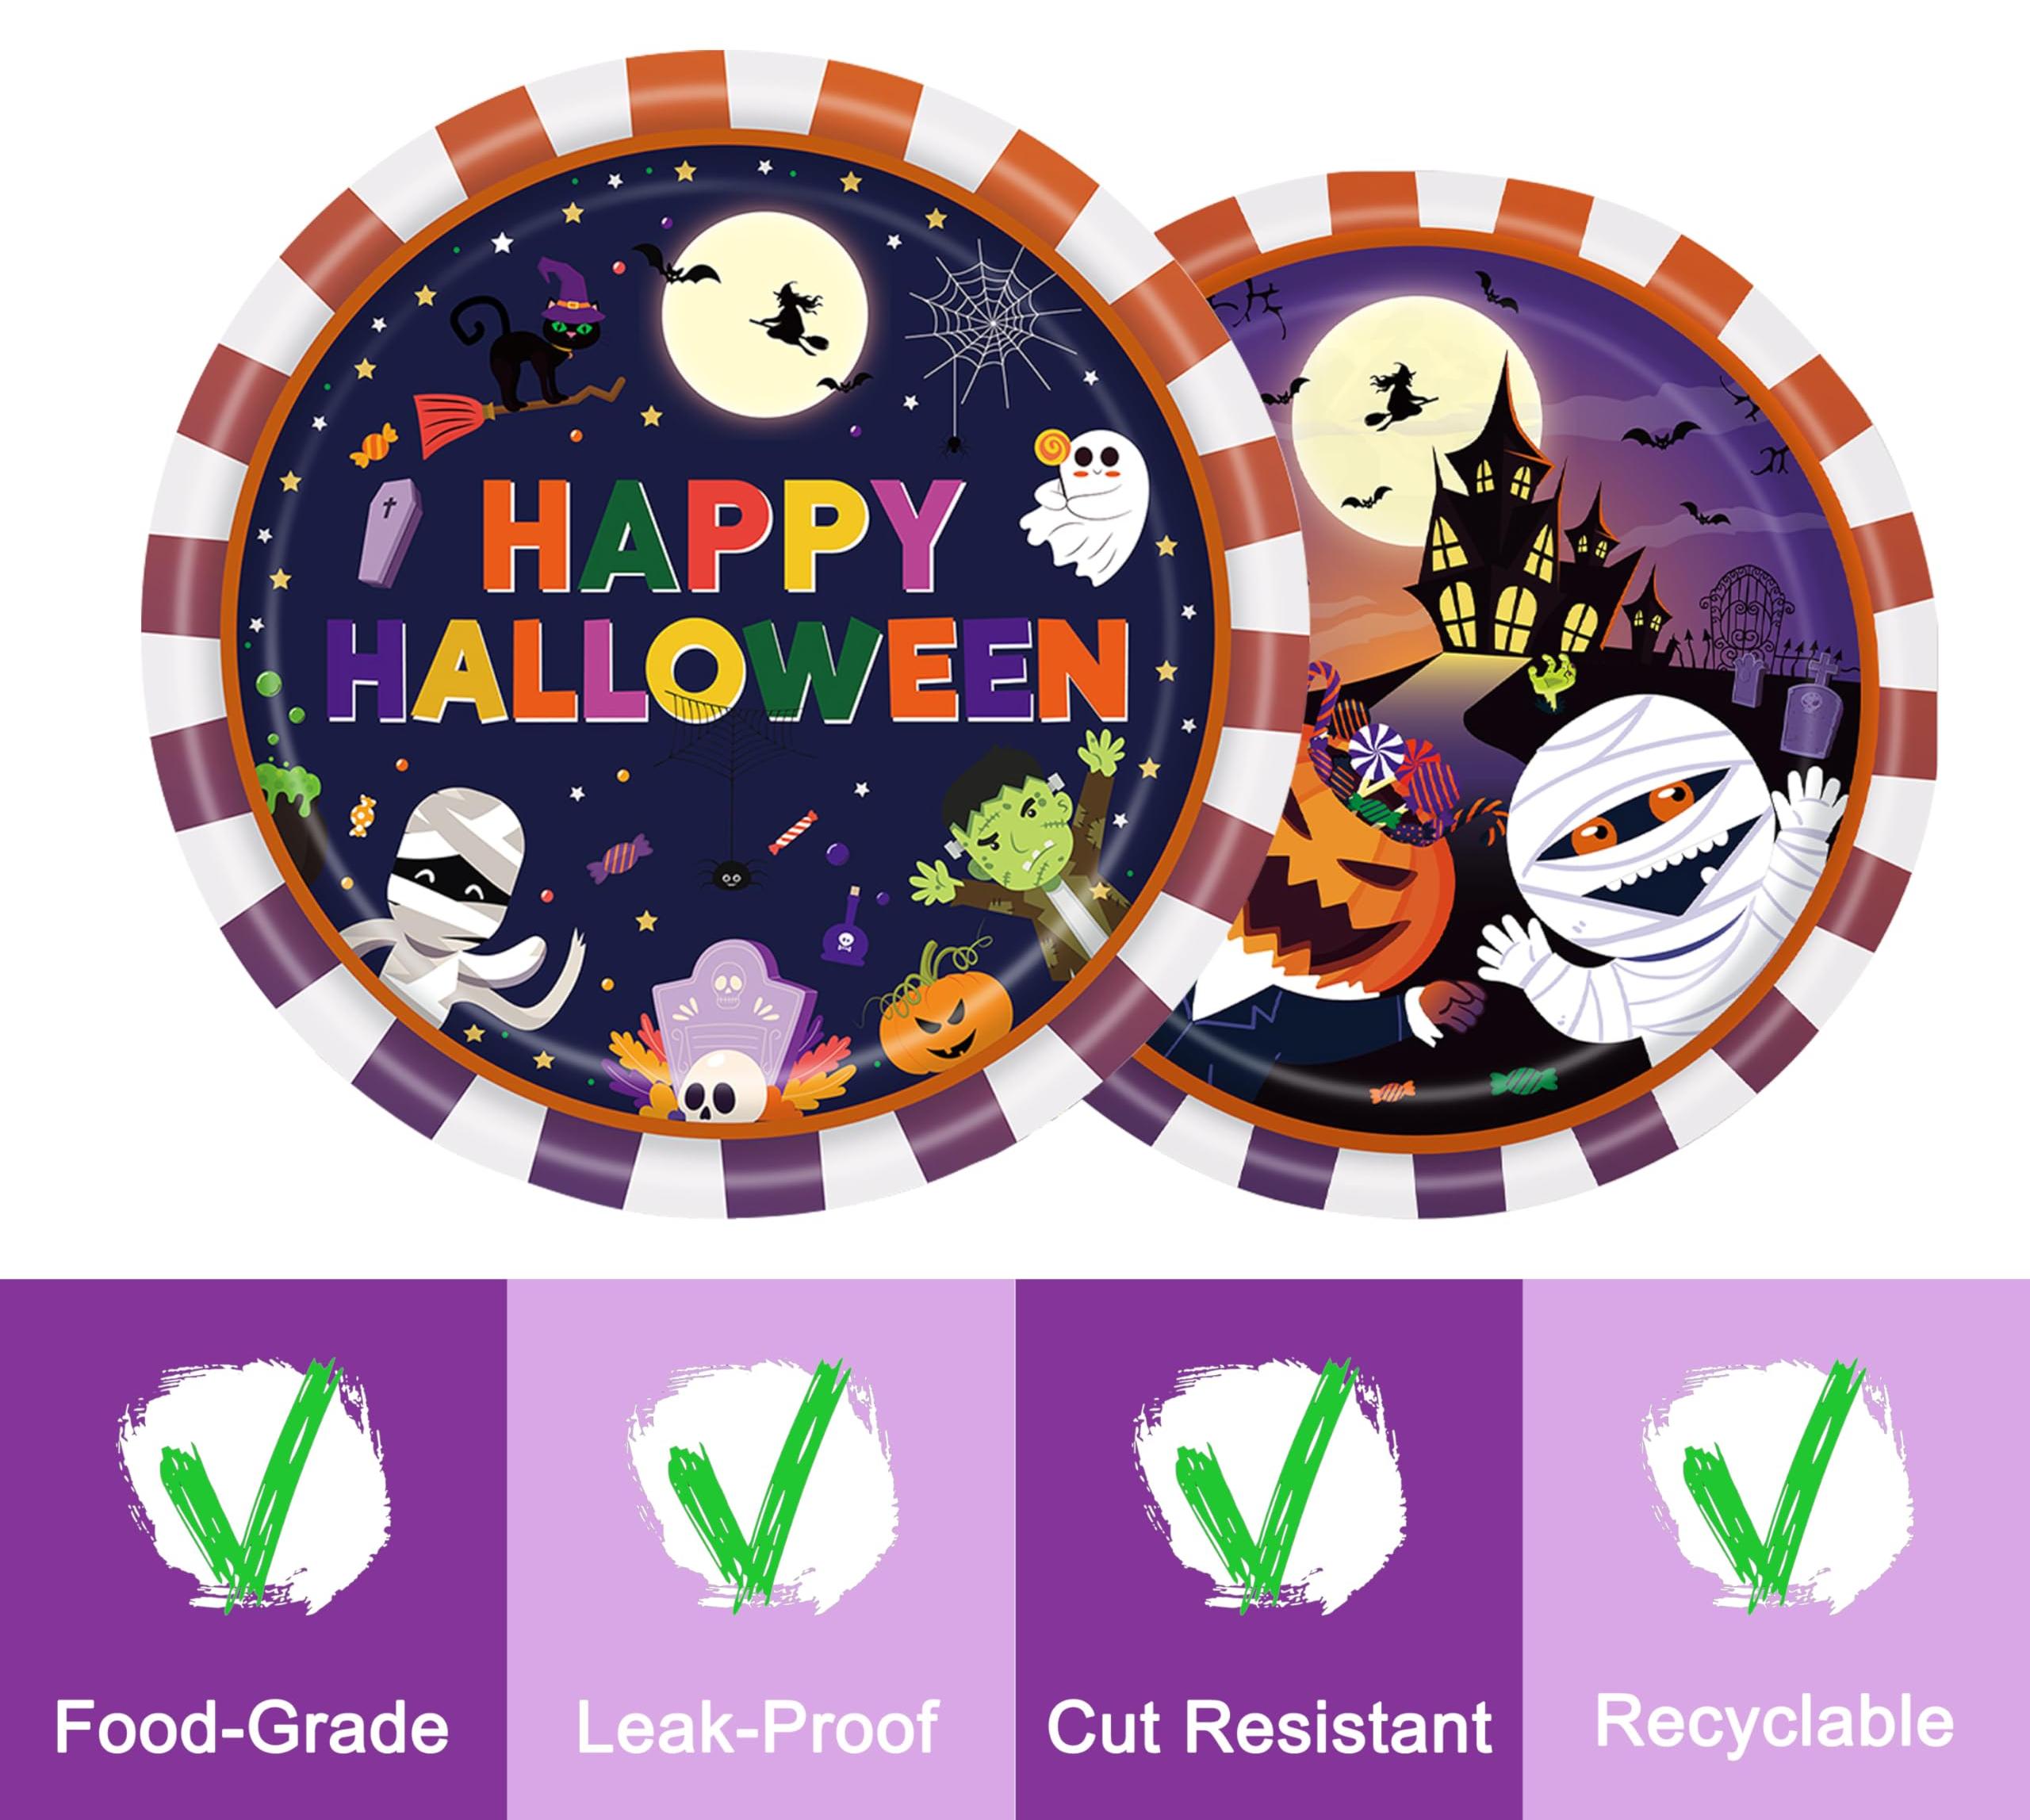 HAPPY
HALLOWEEN
Food-Grade
Leak-Proof
Cut Resistant
Recyclable